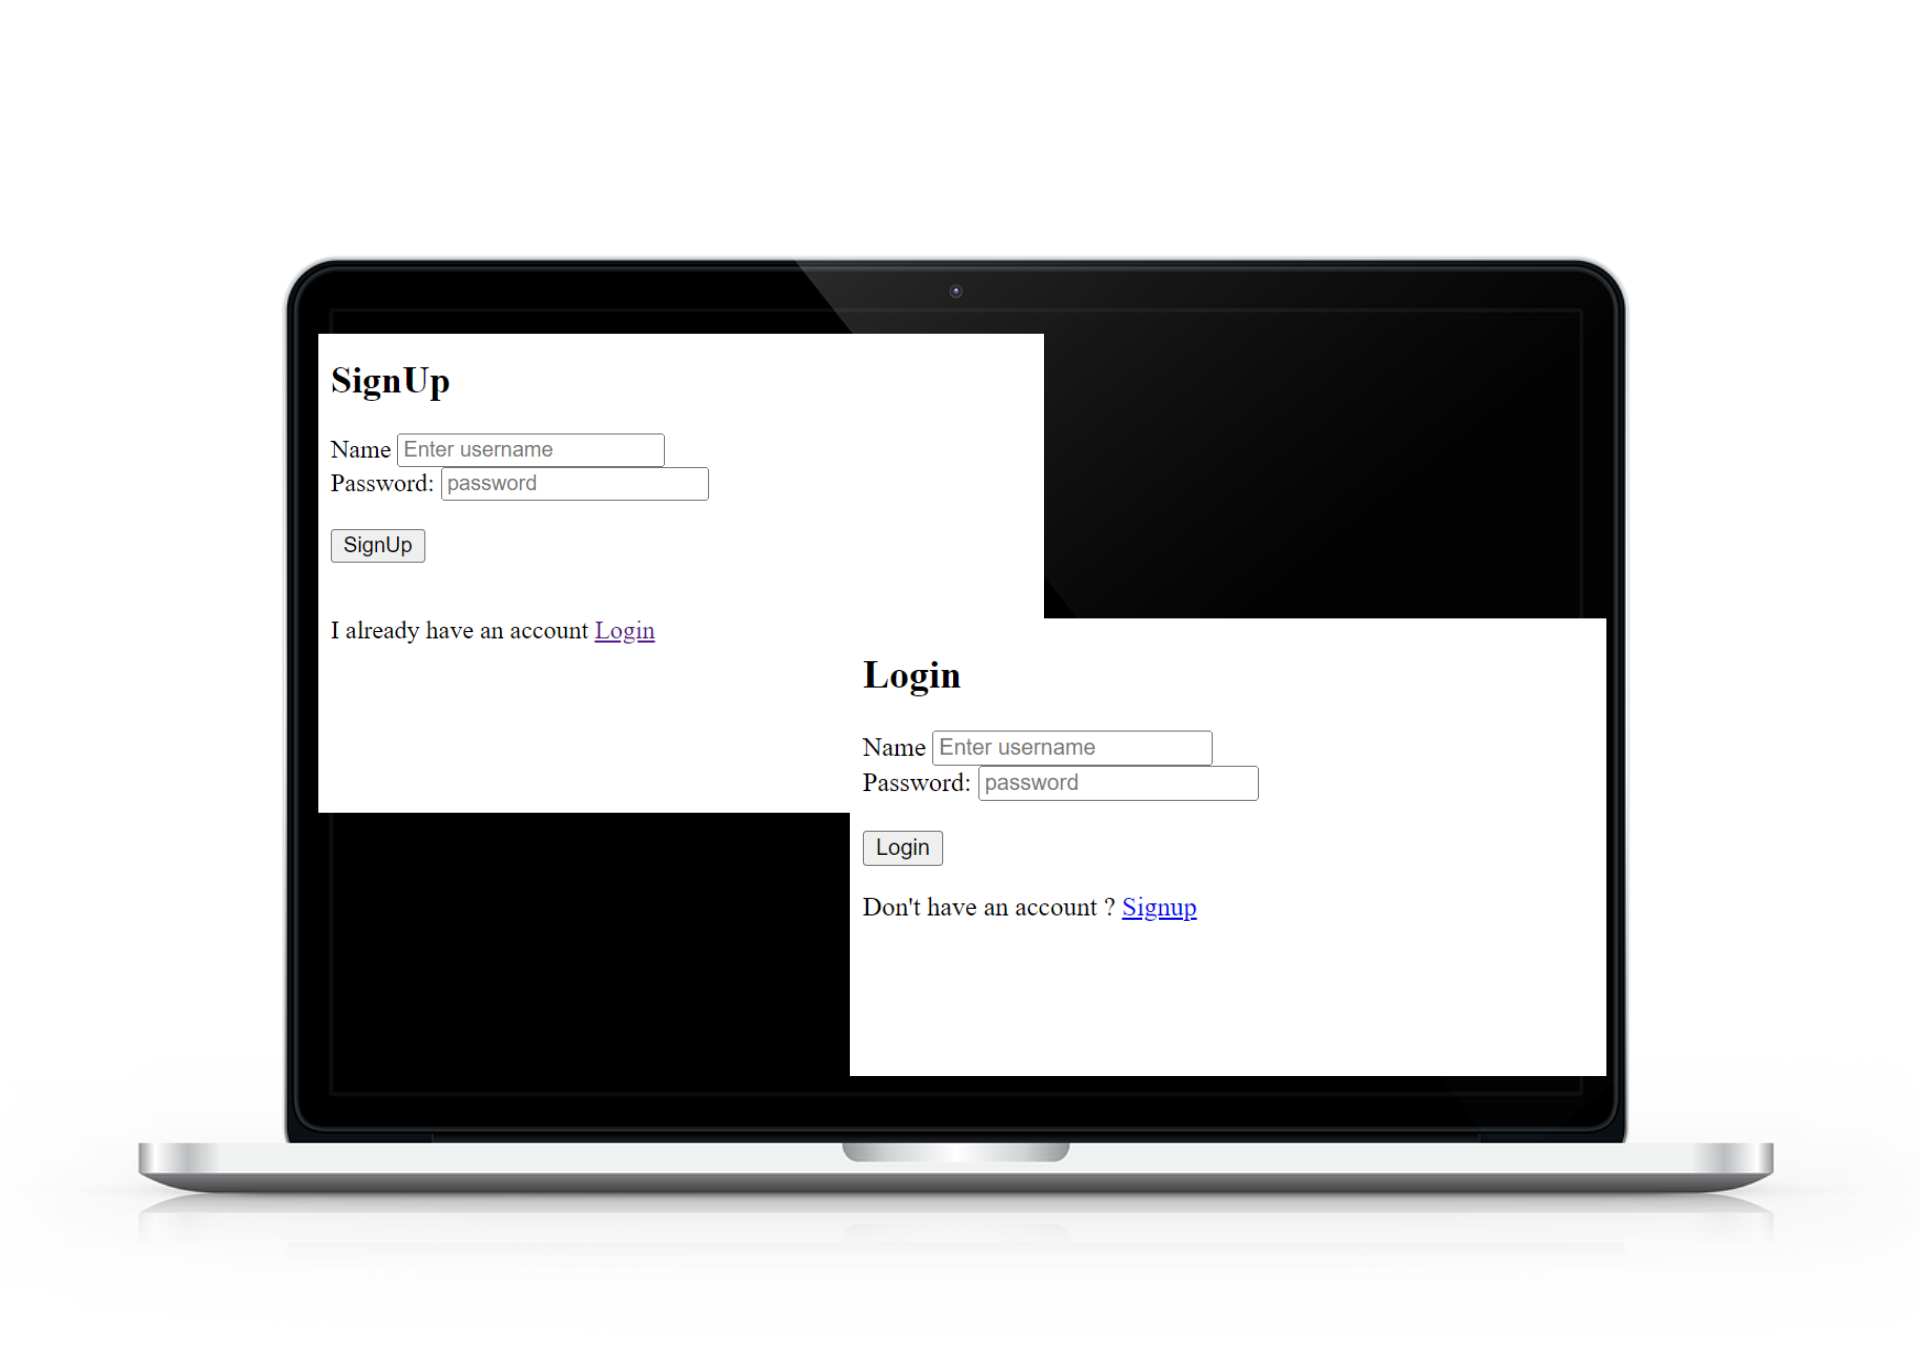 SignUp
Name Enter username
Password: password
SignUp
I already have an account Login
Login
Name Enter username
Password: password
Login
Don't have an account ? Signup